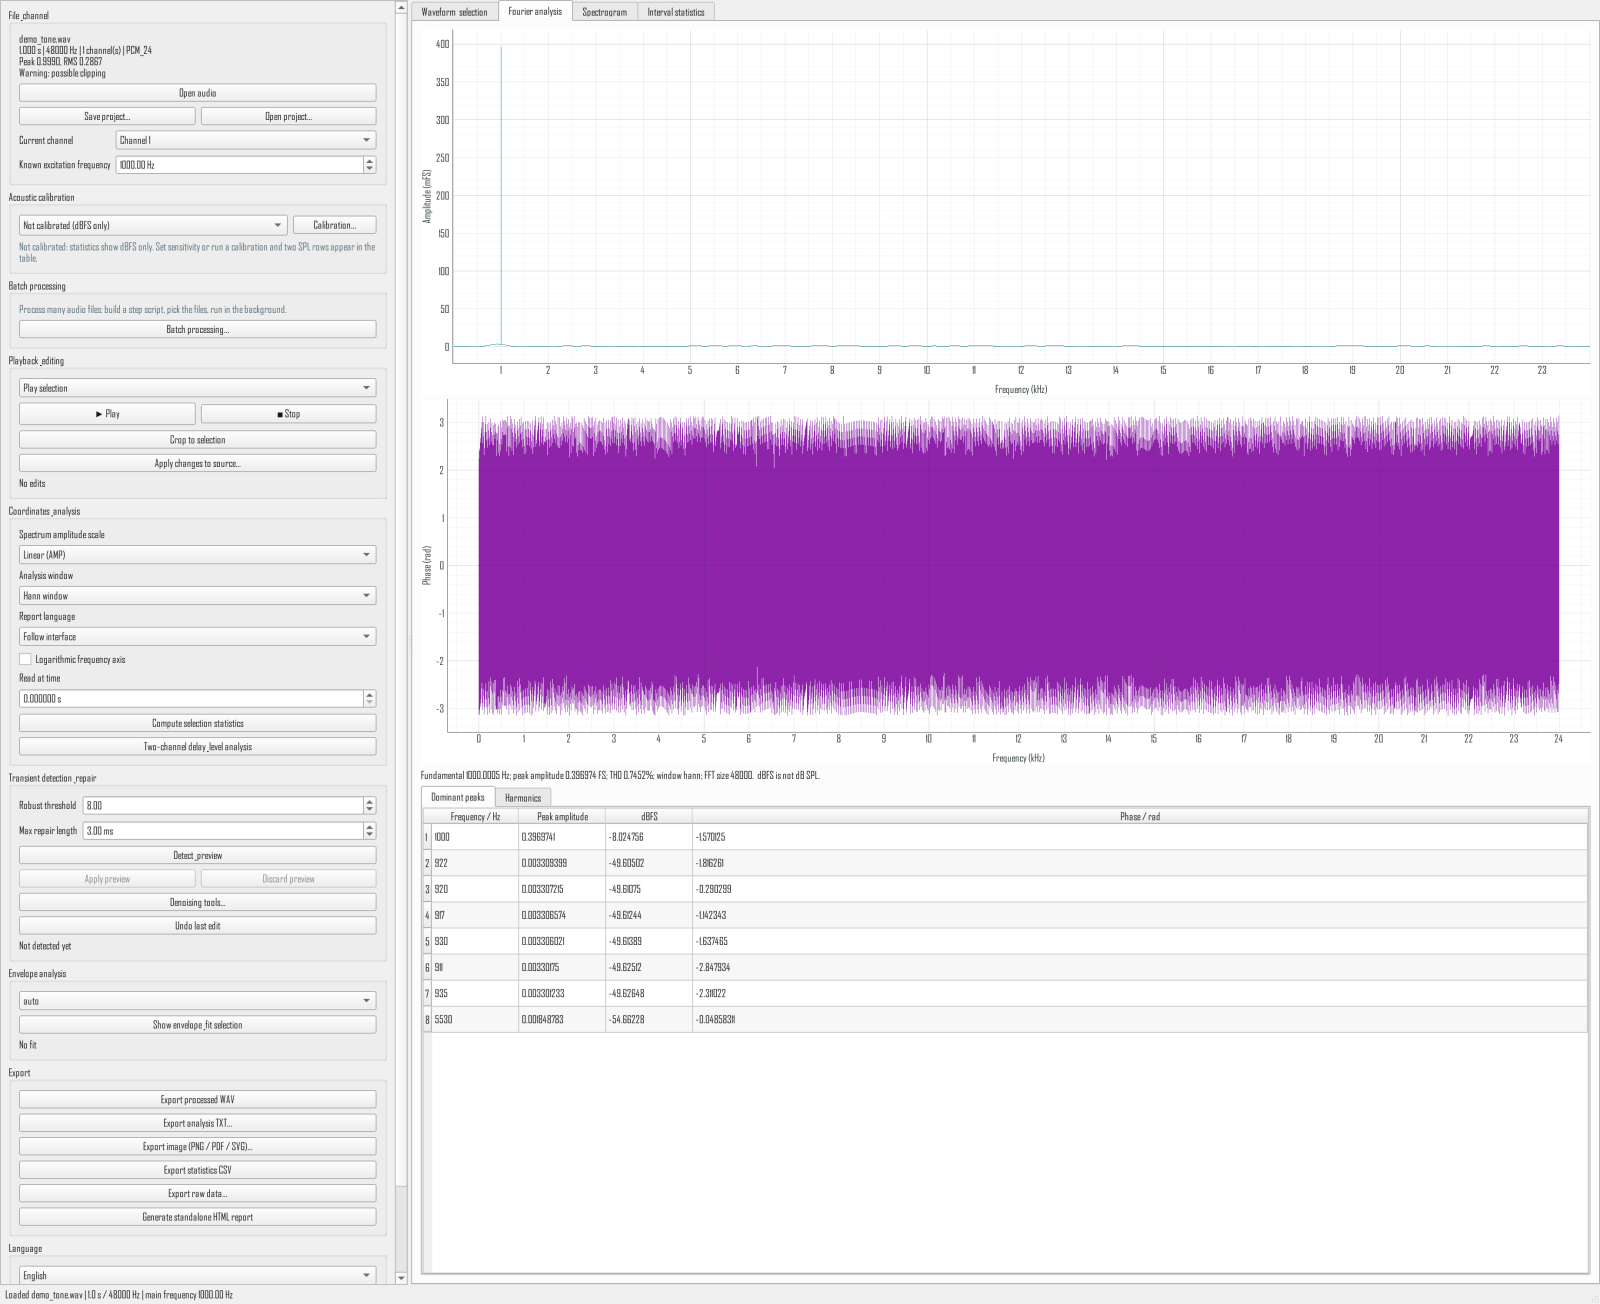 File_channel
demo_tone.wav
1.000 s | 48000 Hz | 1 channel(s) | PCM_24
Peak 0.9990, RMS 0.2867
Warning: possible clipping
Open audio
Save project...
Open project...
Current channel
Channel 1
Known excitation frequency
1000.00 Hz
Acoustic calibration
Not calibrated (dBFS only)
Calibration...
Not calibrated: statistics show dBFS only. Set sensitivity or run a calibration and two SPL rows appear in the
table.
Batch processing
Process many audio files: build a step script, pick the files, run in the background.
Batch processing...
Playback_editing
Play selection
▶ Play
■ Stop
Crop to selection
Apply changes to source...
No edits
Coordinates_analysis
Spectrum amplitude scale
Linear (AMP)
Analysis window
Hann window
Report language
Follow interface
Logarithmic frequency axis
Read at time
0.000000 s
Compute selection statistics
Two-channel delay_level analysis
Transient detection_repair
Robust threshold
8.00
Max repair length
3.00 ms
Detect_preview
Apply preview
Discard preview
Denoising tools...
Undo last edit
Not detected yet
Envelope analysis
auto
Show envelope_fit selection
No fit
Export
Export processed WAV
Export analysis TXT...
Export image (PNG / PDF / SVG)...
Export statistics CSV
Export raw data...
Generate standalone HTML report
Language
English
Waveform selection
Fourier analysis
Spectrogram
Interval statistics
Amplitude (mFS)
400
350
300
250
200
150
100
50
0
1 2 3 4 5 6 7 8 9 10 11 12 13 14 15 16 17 18 19 20 21 22 23
Frequency (kHz)
Phase (rad)
3
2
1
0
-1
-2
-3
0 1 2 3 4 5 6 7 8 9 10 11 12 13 14 15 16 17 18 19 20 21 22 23 24
Frequency (kHz)
Fundamental 1000.0005 Hz; peak amplitude 0.396974 FS; THD 0.7452%; window hann; FFT size 48000. dBFS is not dB SPL.
Dominant peaks
Harmonics
Frequency / Hz Peak amplitude dBFS Phase / rad
1 1000 0.3969741 -8.024756 -1.570125
2 922 0.003309399 -49.60502 -1.816261
3 920 0.003307215 -49.61075 -0.290299
4 917 0.003306574 -49.61244 -1.142343
5 930 0.003306021 -49.61389 -1.637465
6 911 0.00330175 -49.62512 -2.847934
7 935 0.003301233 -49.62648 -2.311022
8 5530 0.001848783 -54.66228 -0.04858311
Loaded demo_tone.wav | 1.0 s / 48000 Hz | main frequency 1000.00 Hz